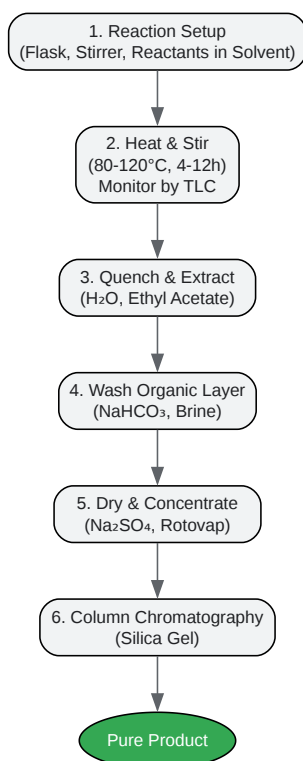 1. Reaction Setup
(Flask, Stirrer, Reactants in Solvent)
2. Heat & Stir
(80-120°C, 4-12h)
Monitor by TLC
3. Quench & Extract
(H₂O, Ethyl Acetate)
4. Wash Organic Layer
(NaHCO₃, Brine)
5. Dry & Concentrate
(Na₂SO₄, Rotovap)
6. Column Chromatography
(Silica Gel)
Pure Product